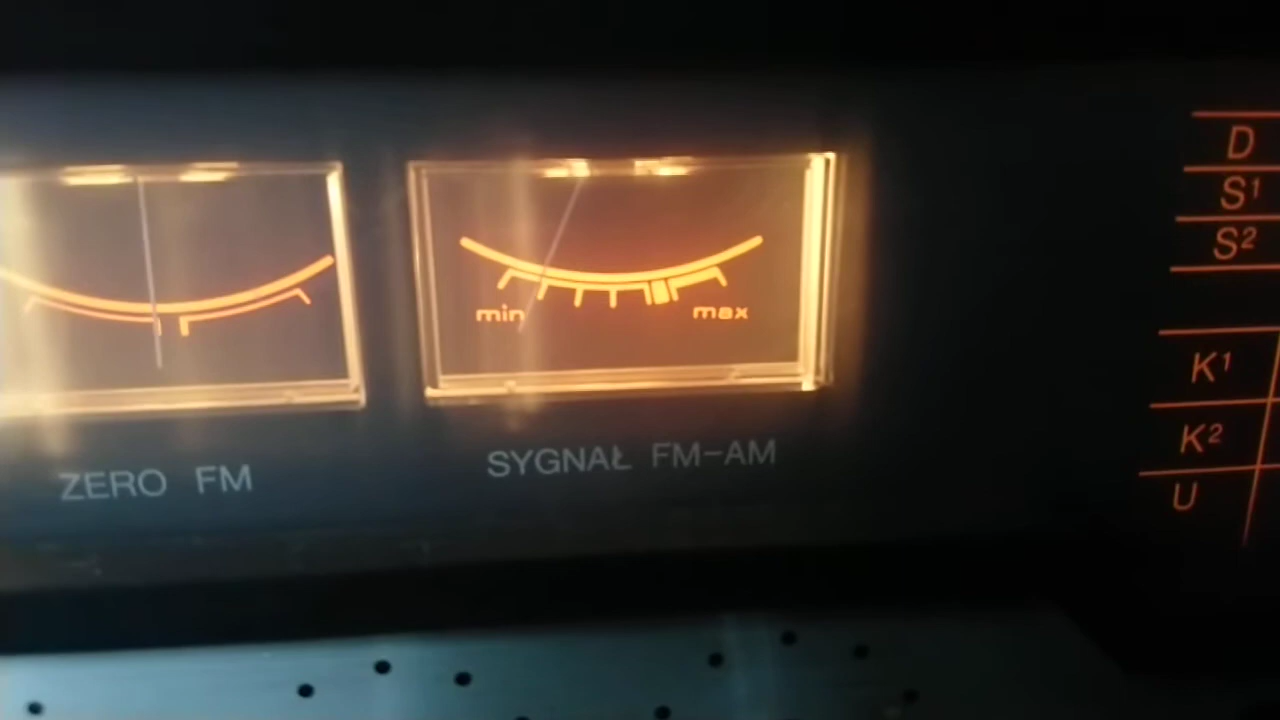 min max
ZERO FM
SYGNAŁ FM-AM
D
S¹
S²
K¹
K²
U